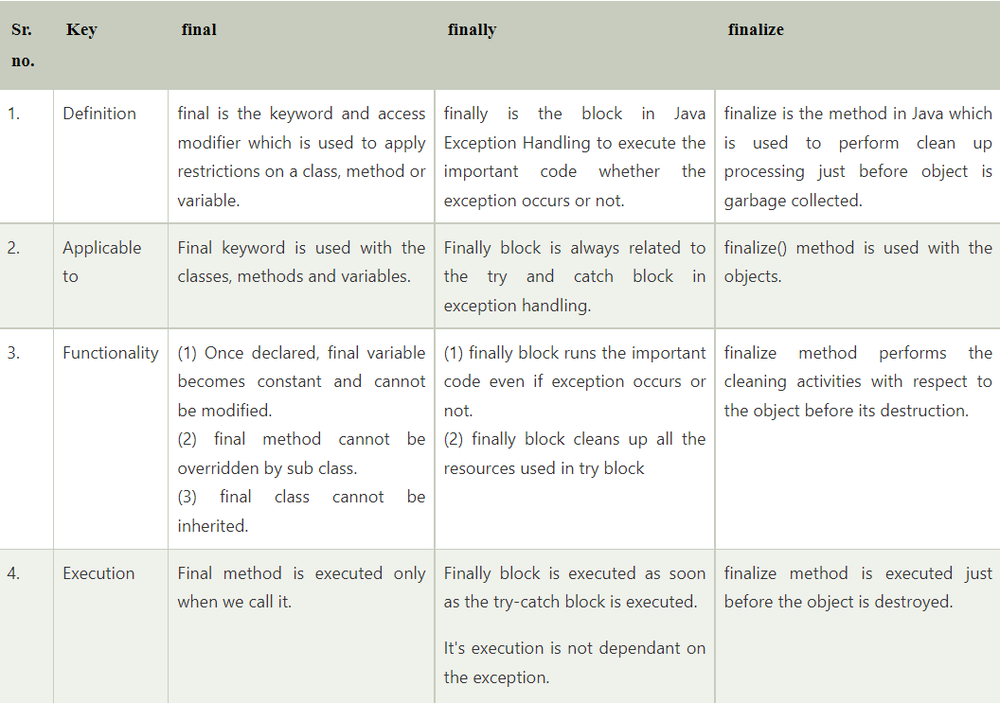 Sr. no.
Key
final
finally
finalize
1.
Definition
final is the keyword and access
modifier which is used to apply
restrictions on a class, method or
variable.
finally is the block in Java
Exception Handling to execute the
important code whether the
exception occurs or not.
finalize is the method in Java which
is used to perform clean up
processing just before object is
garbage collected.
2.
Applicable
to
Final keyword is used with the
classes, methods and variables.
Finally block is always related to
the try and catch block in
exception handling.
finalize() method is used with the
objects.
3.
Functionality
(1) Once declared, final variable
becomes constant and cannot
be modified.
(2) final method cannot be
overridden by sub class.
(3) final class cannot be
inherited.
(1) finally block runs the important
code even if exception occurs or
not.
(2) finally block cleans up all the
resources used in try block
finalize method performs the
cleaning activities with respect to
the object before its destruction.
4.
Execution
Final method is executed only
when we call it.
Finally block is executed as soon
as the try-catch block is executed.
It's execution is not dependant on
the exception.
finalize method is executed just
before the object is destroyed.